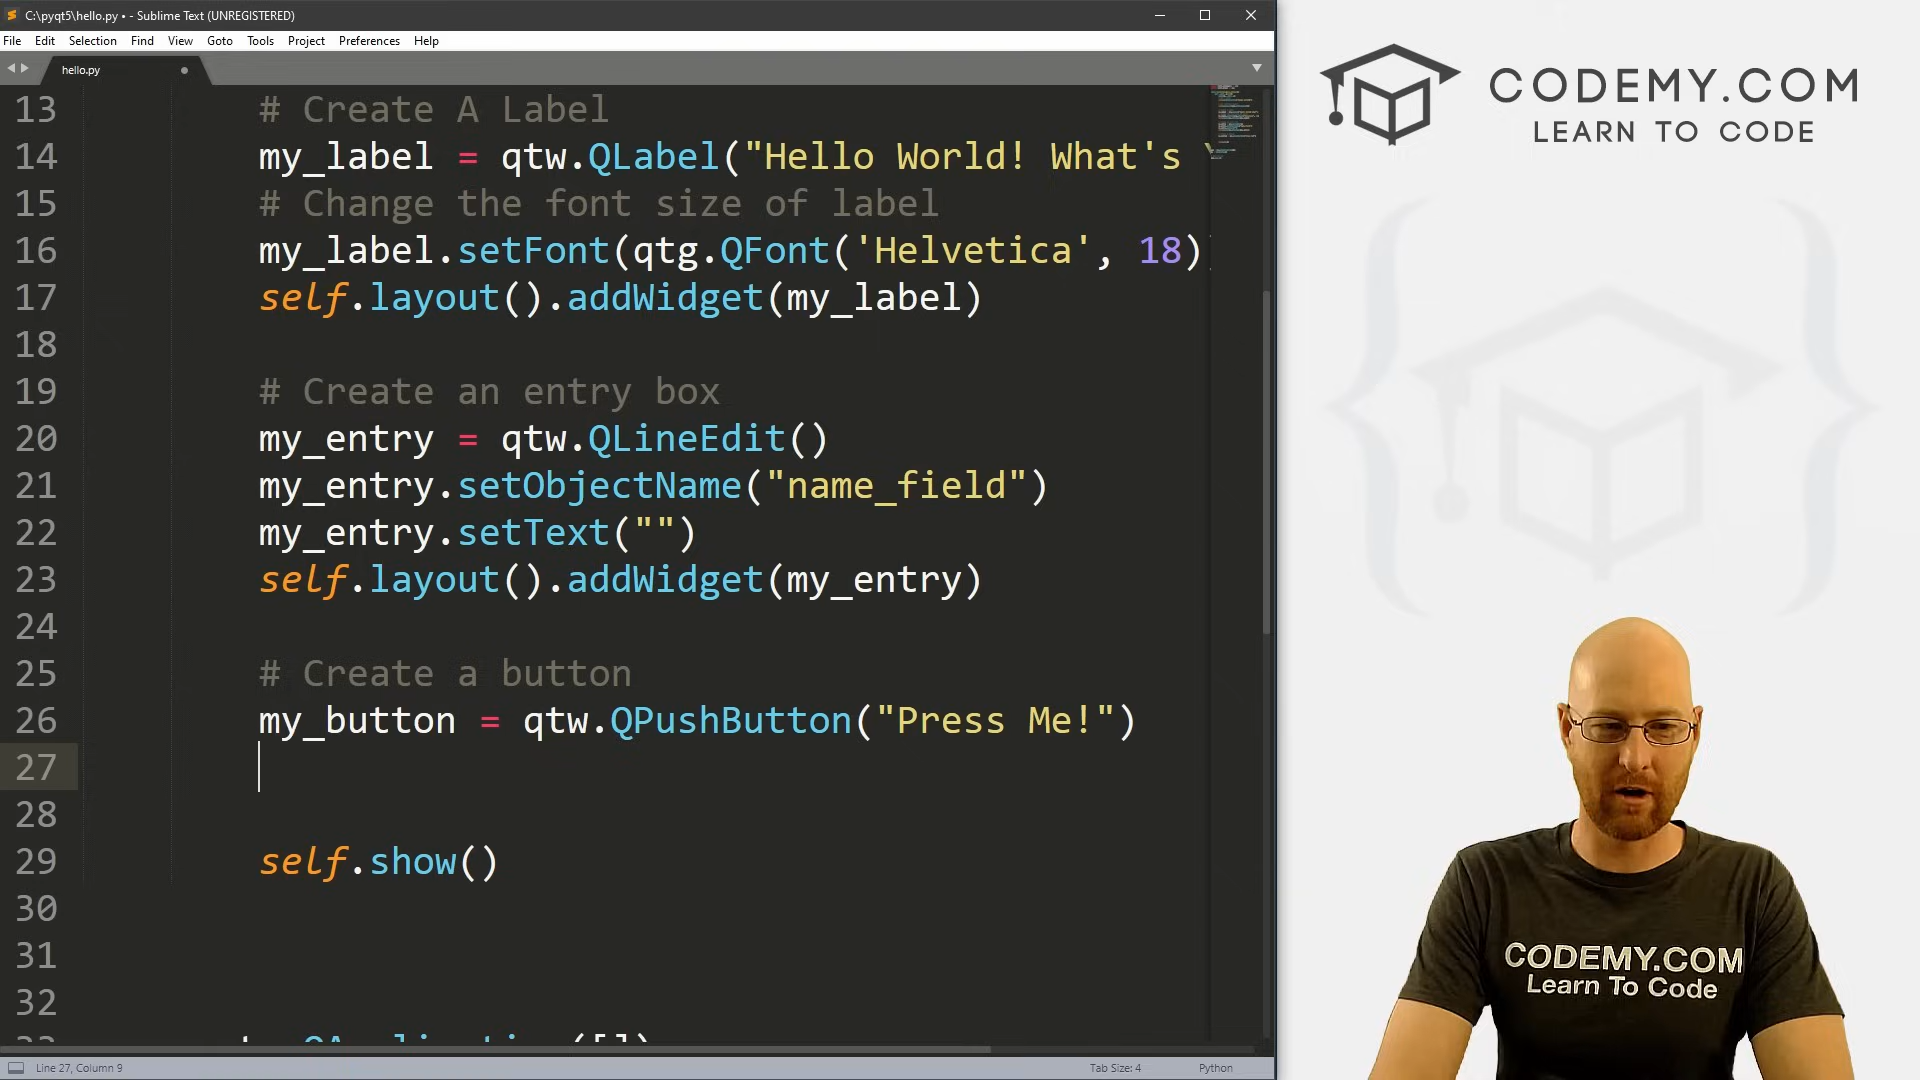 C:\pyqt5\hello.py • - Sublime Text (UNREGISTERED)
File Edit Selection Find View Goto Tools Project Preferences Help
hello.py
13 # Create A Label
14 my_label = qtw.QLabel("Hello World! What's
15 # Change the font size of label
16 my_label.setFont(qtg.QFont('Helvetica', 18)
17 self.layout().addWidget(my_label)
18
19 # Create an entry box
20 my_entry = qtw.QLineEdit()
21 my_entry.setObjectName("name_field")
22 my_entry.setText("")
23 self.layout().addWidget(my_entry)
24
25 # Create a button
26 my_button = qtw.QPushButton("Press Me!")
27
28
29 self.show()
30
31
32
Line 27, Column 9
Tab Size: 4
Python
CODEMY.COM
LEARN TO CODE
CODEMY.COM
Learn To Code